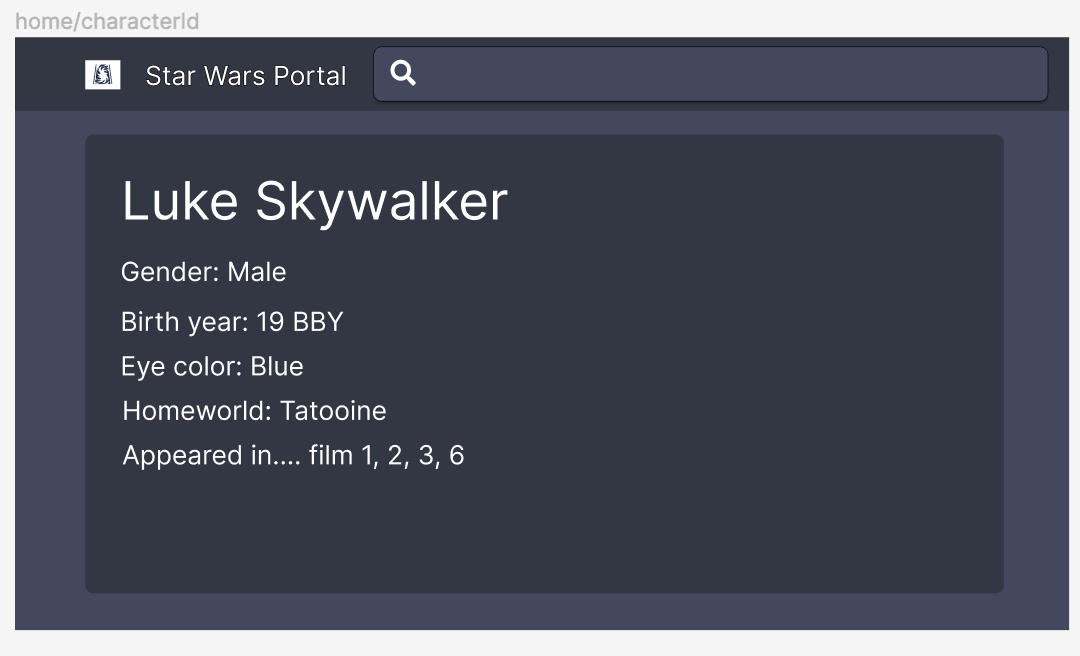 home/characterId
Star Wars Portal
Luke Skywalker
Gender: Male
Birth year: 19 BBY
Eye color: Blue
Homeworld: Tatooine
Appeared in.... film 1, 2, 3, 6